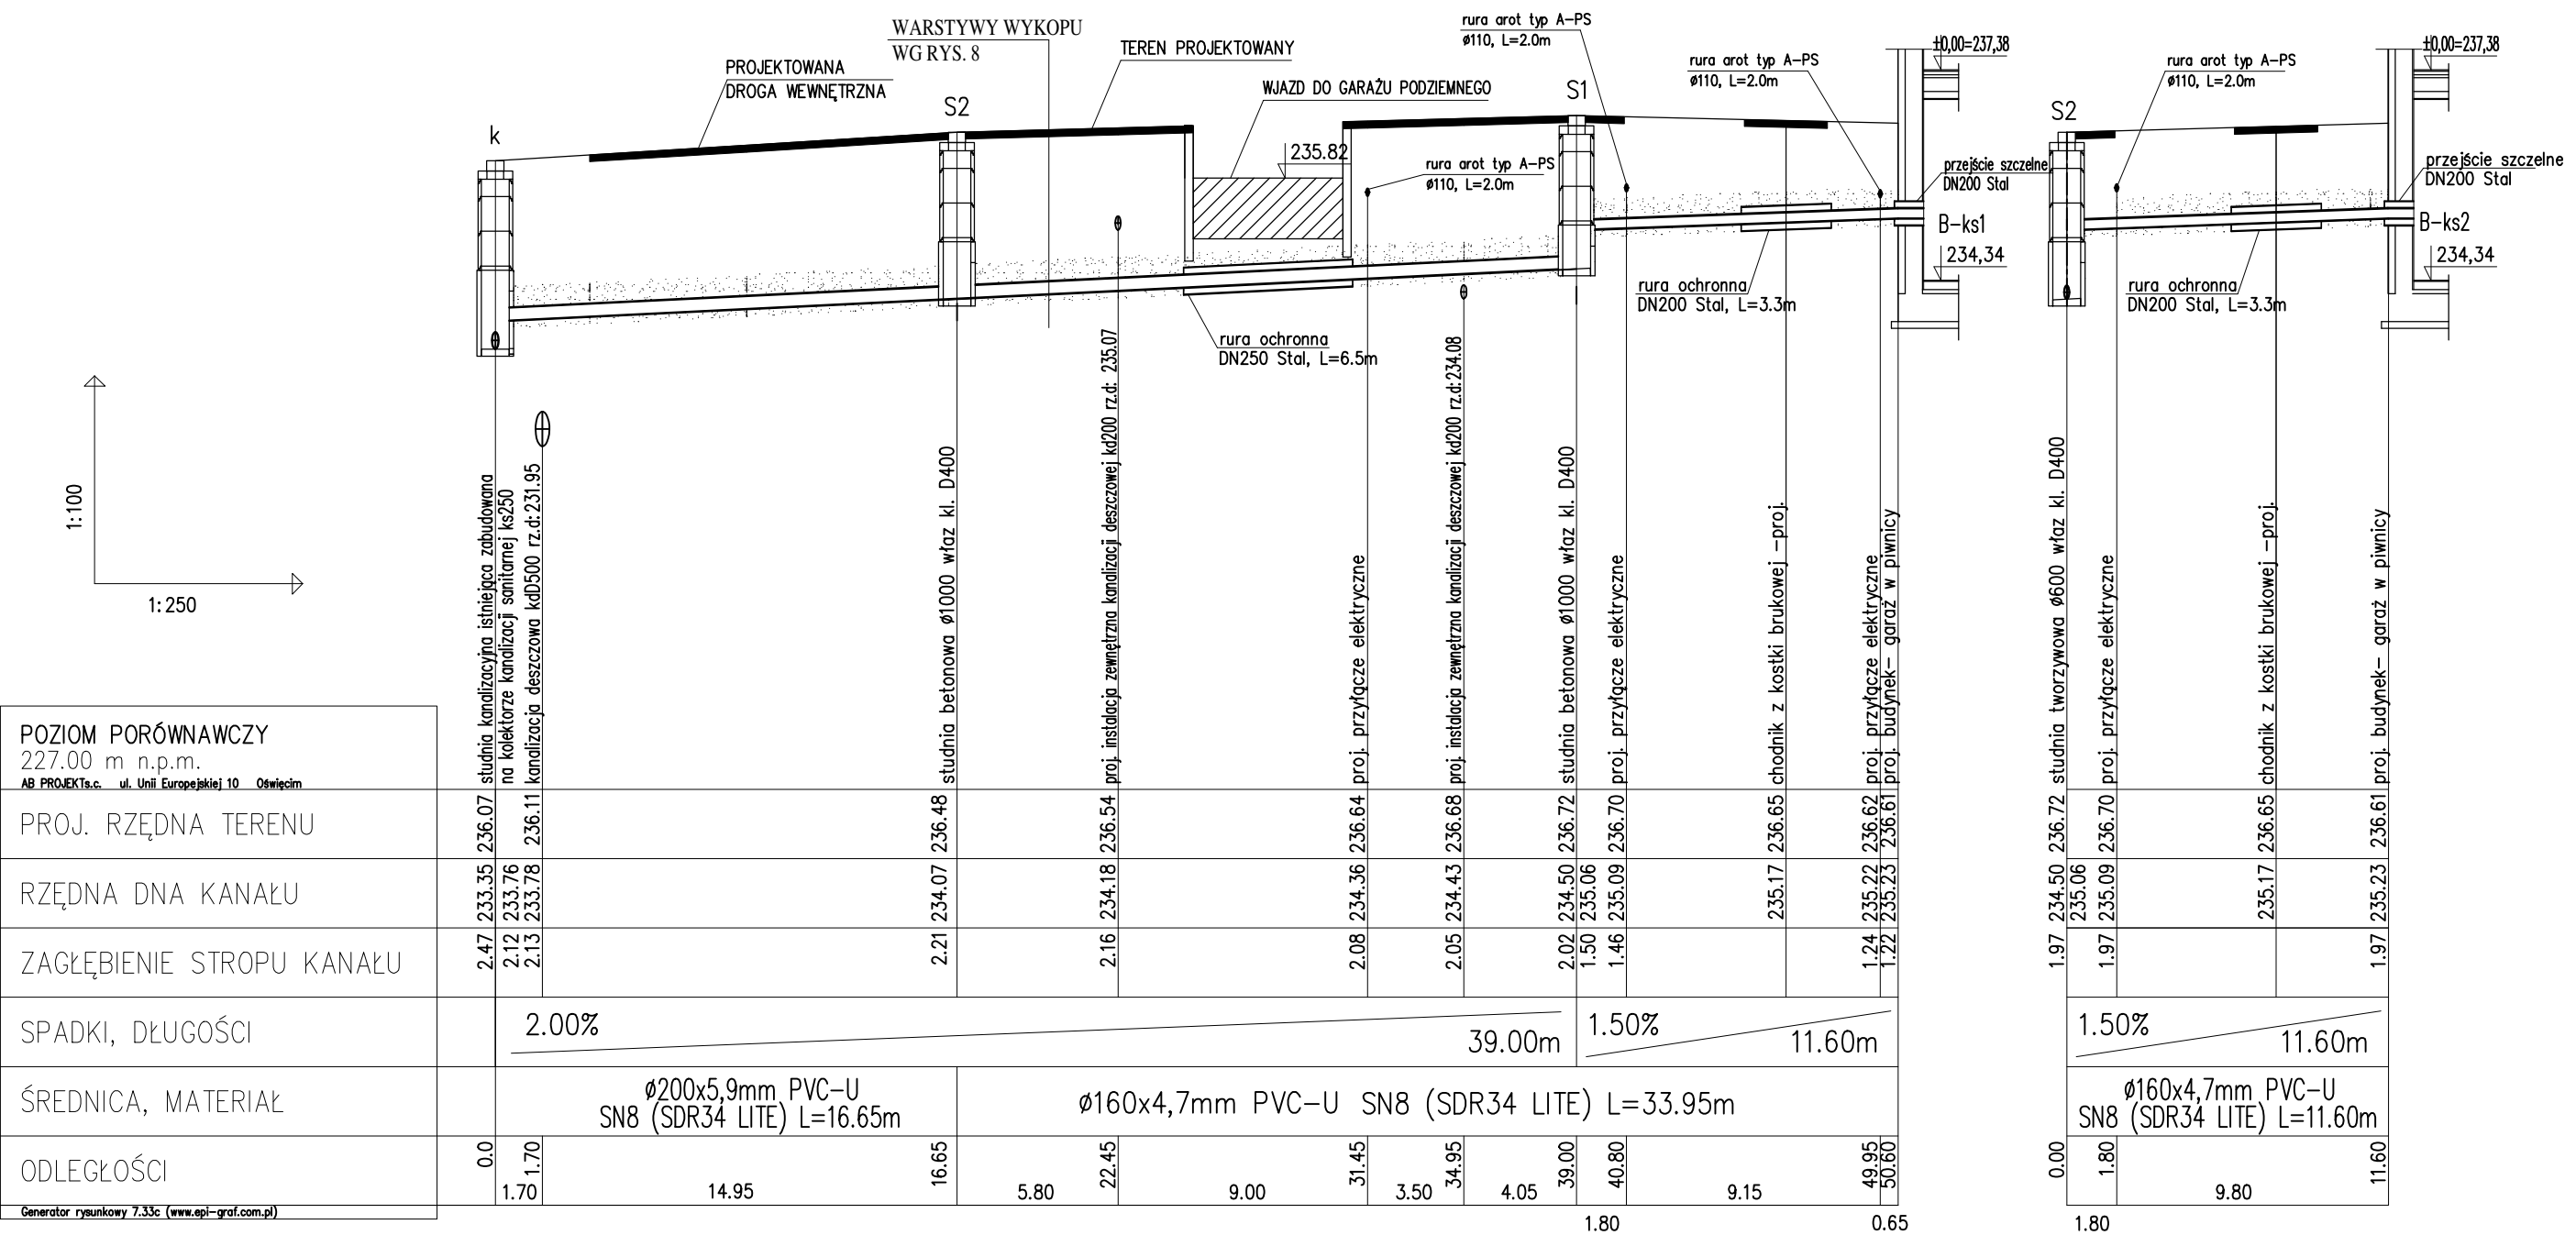 WARSTYWY WYKOPU
WG RYS. 8
PROJEKTOWANA
DROGA WEWNĘTRZNA
TEREN PROJEKTOWANY
WJAZD DO GARAŻU PODZIEMNEGO
rura arot typ A-PS
ø110, L=2.0m
rura arot typ A-PS
ø110, L=2.0m
±0,00=237,38
rura arot typ A-PS
ø110, L=2.0m
±0,00=237,38
k
S2
S1
S2
235.82
rura arot typ A-PS
ø110, L=2.0m
przejście szczelne
DN200 Stal
przejście szczelne
DN200 Stal
B-ks1
B-ks2
234,34
234,34
rura ochronna
DN200 Stal, L=3.3m
rura ochronna
DN200 Stal, L=3.3m
rura ochronna
DN250 Stal, L=6.5m
1:100
1:250
studnia kanalizacyjna istniejąca zabudowana
na kolektorze kanalizacji sanitarnej ks250
kanalizacja deszczowa kdD500 rz.d:231.95
studnia betonowa ø1000 właz kl. D400
proj. instalacja zewnętrzna kanalizacji deszczowej kd200 rz.d: 235.07
proj. przyłącze elektryczne
proj. instalacja zewnętrzna kanalizacji deszczowej kd200 rz.d:234.08
studnia betonowa ø1000 właz kl. D400
proj. przyłącze elektryczne
chodnik z kostki brukowej -proj.
proj. przyłącze elektryczne
proj. budynek- garaż w piwnicy
studnia tworzywowa ø600 właz kl. D400
proj. przyłącze elektryczne
chodnik z kostki brukowej -proj.
proj. budynek- garaż w piwnicy
POZIOM PORÓWNAWCZY
227.00 m n.p.m.
AB PROJEKTs.c. ul. Unii Europejskiej 10 Oświęcim
PROJ. RZĘDNA TERENU
236.07 236.11 236.48 236.54 236.64 236.68 236.72 236.70 236.65 236.62 236.61 236.72 236.70 236.65 236.61
RZĘDNA DNA KANAŁU
233.35 233.76 233.78 234.07 234.18 234.36 234.43 234.50 235.06 235.09 235.17 235.22 235.23 234.50 235.06 235.09 235.17 235.23
ZAGŁĘBIENIE STROPU KANAŁU
2.47 2.12 2.13 2.21 2.16 2.08 2.05 2.02 1.50 1.46 1.24 1.22 1.97 1.97 1.97
SPADKI, DŁUGOŚCI
2.00% 39.00m 1.50% 11.60m 1.50% 11.60m
ŚREDNICA, MATERIAŁ
ø200x5,9mm PVC-U
SN8 (SDR34 LITE) L=16.65m
ø160x4,7mm PVC-U SN8 (SDR34 LITE) L=33.95m
ø160x4,7mm PVC-U
SN8 (SDR34 LITE) L=11.60m
ODLEGŁOŚCI
0.0 1.70 16.65 22.45 31.45 34.95 39.00 40.80 49.95 50.60 0.00 1.80 11.60
1.70 14.95 5.80 9.00 3.50 4.05 9.15 9.80
1.80 0.65 1.80
Generator rysunkowy 7.33c (www.epi-graf.com.pl)